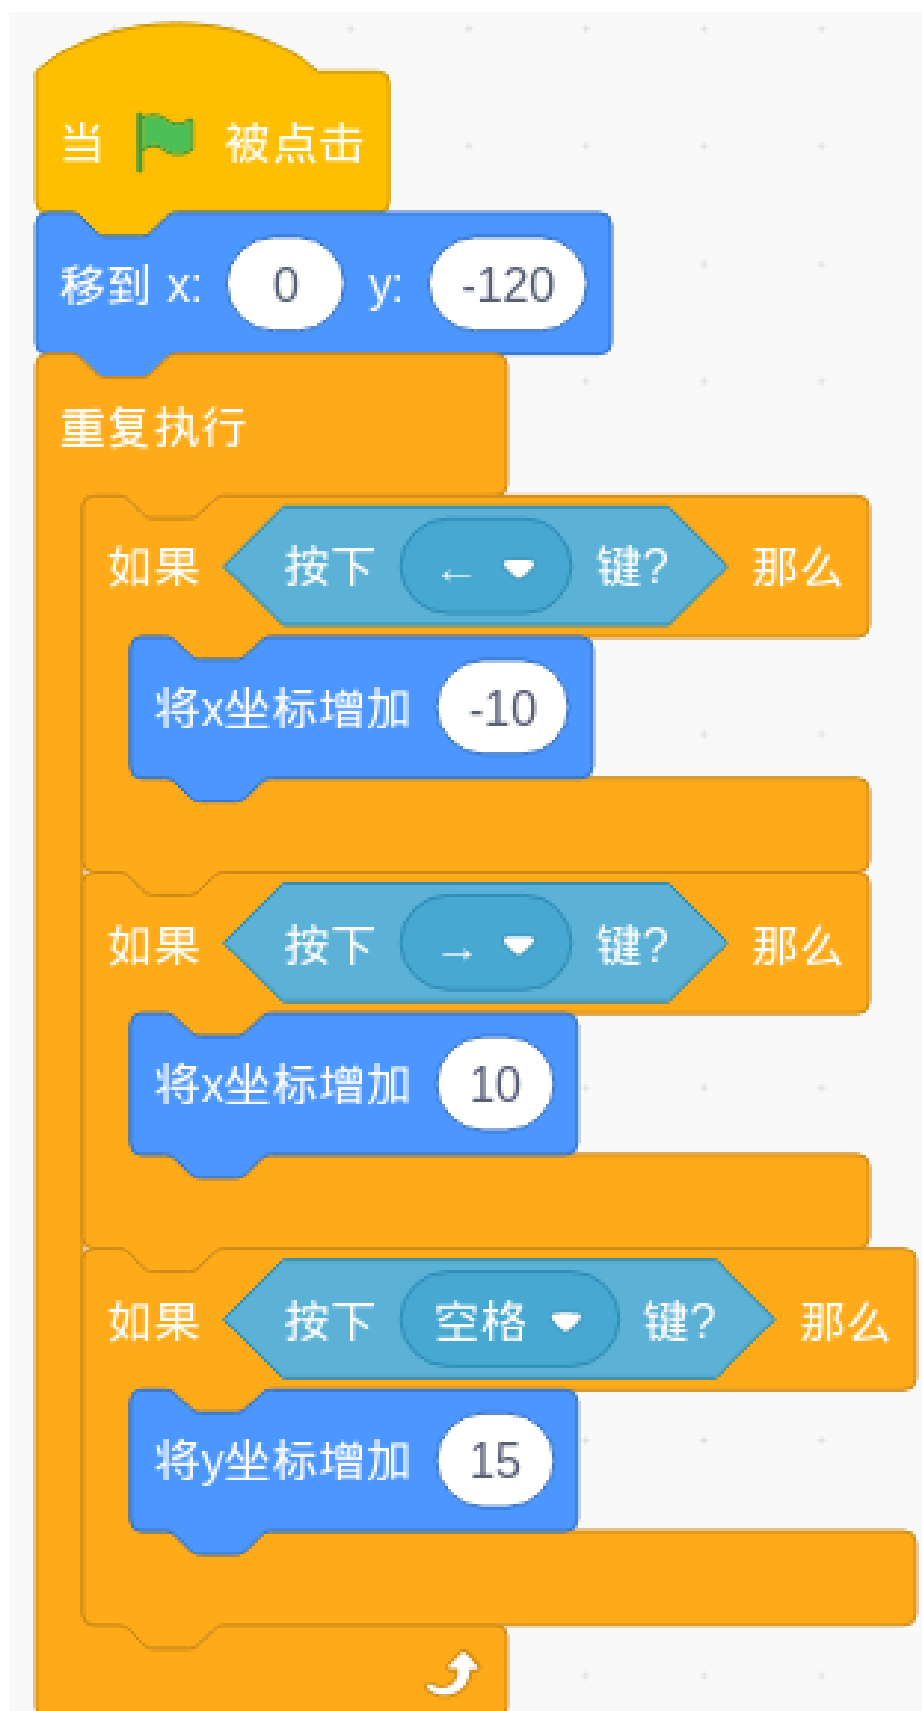 当 被点击
移到 x: 0 y: -120
重复执行
如果 按下 ← 键? 那么
将x坐标增加 -10
如果 按下 → 键? 那么
将x坐标增加 10
如果 按下 空格 键? 那么
将y坐标增加 15